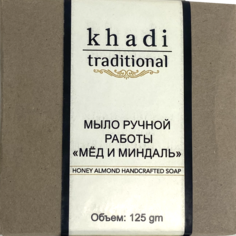 khadi
traditional
МЫЛО РУЧНОЙ
РАБОТЫ
«МЁД И МИНДАЛЬ»
HONEY ALMOND HANDCRAFTED SOAP
Объем: 125 gm